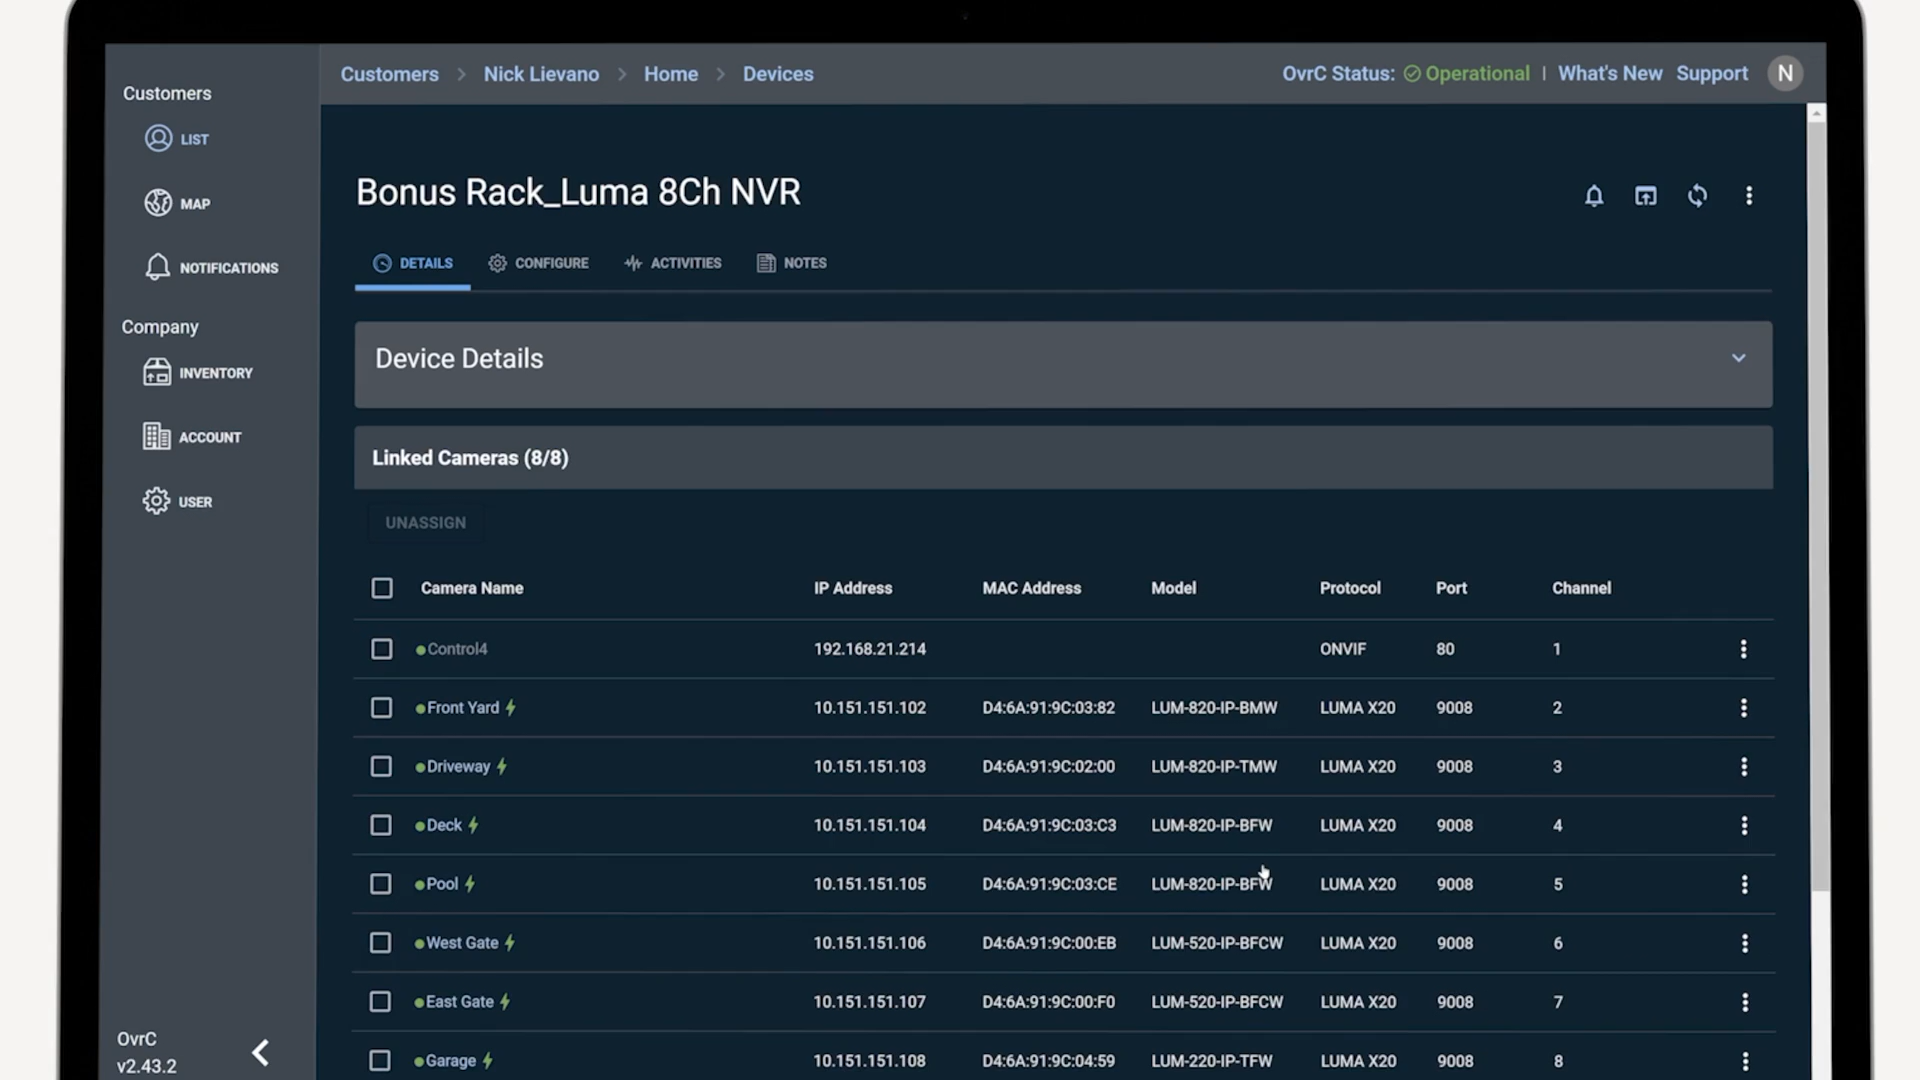 Customers
LIST
MAP
NOTIFICATIONS
Company
INVENTORY
ACCOUNT
USER
OvrC
v2.43.2
Customers > Nick Lievano > Home > Devices
OvrC Status: Operational | What's New Support N
Bonus Rack_Luma 8Ch NVR
DETAILS CONFIGURE ACTIVITIES NOTES
Device Details
Linked Cameras (8/8)
UNASSIGN
Camera Name IP Address MAC Address Model Protocol Port Channel
Control4 192.168.21.214 ONVIF 80 1
Front Yard 10.151.151.102 D4:6A:91:9C:03:82 LUM-820-IP-BMW LUMA X20 9008 2
Driveway 10.151.151.103 D4:6A:91:9C:02:00 LUM-820-IP-TMW LUMA X20 9008 3
Deck 10.151.151.104 D4:6A:91:9C:03:C3 LUM-820-IP-BFW LUMA X20 9008 4
Pool 10.151.151.105 D4:6A:91:9C:03:CE LUM-820-IP-BFW LUMA X20 9008 5
West Gate 10.151.151.106 D4:6A:91:9C:00:EB LUM-520-IP-BFCW LUMA X20 9008 6
East Gate 10.151.151.107 D4:6A:91:9C:00:F0 LUM-520-IP-BFCW LUMA X20 9008 7
Garage 10.151.151.108 D4:6A:91:9C:04:59 LUM-220-IP-TFW LUMA X20 9008 8